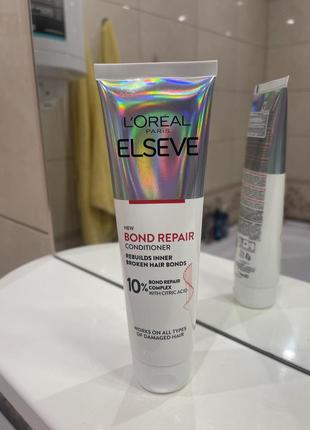 L'ORÉAL
PARIS
ELSEVE
NEW
BOND REPAIR
CONDITIONER
REBUILDS INNER
BROKEN HAIR BONDS
10% BOND REPAIR
COMPLEX
WITH CITRIC ACID
WORKS ON ALL TYPES
OF DAMAGED HAIR